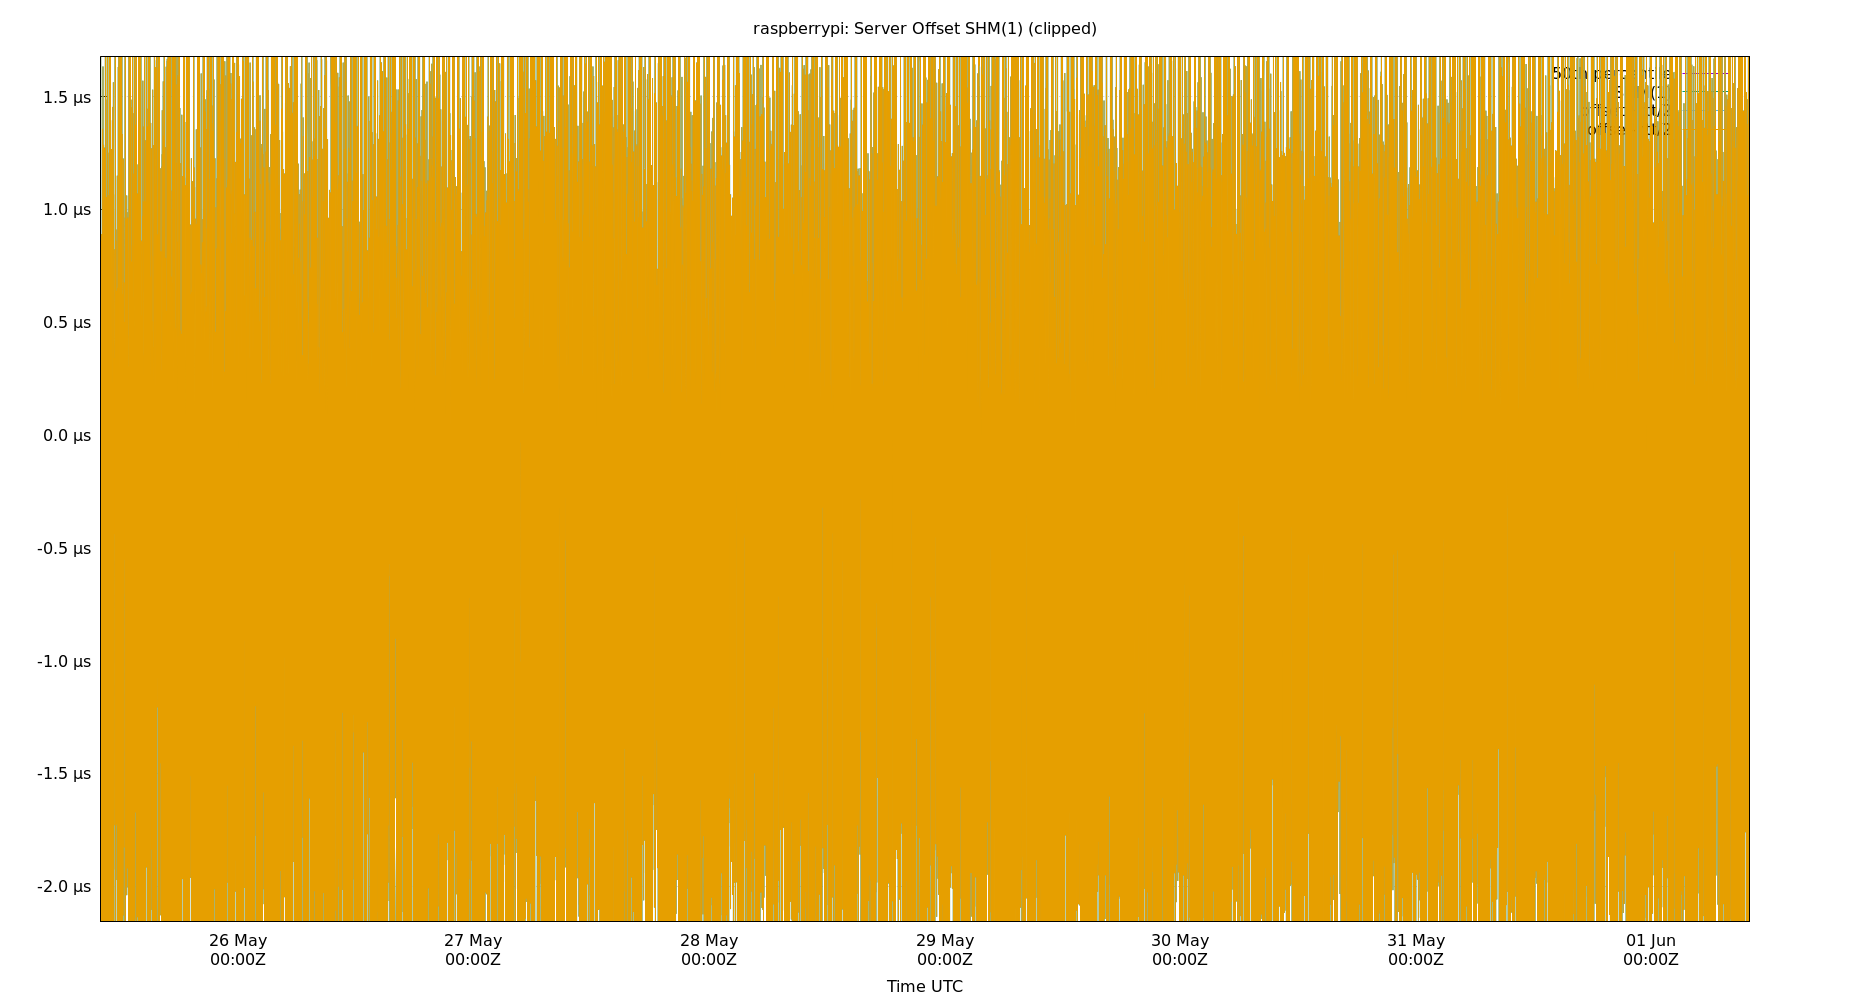 raspberrypi: Server Offset SHM(1) (clipped)
1.5 µs
1.0 µs
0.5 µs
0.0 µs
-0.5 µs
-1.0 µs
-1.5 µs
-2.0 µs
26 May
00:00Z
27 May
00:00Z
28 May
00:00Z
29 May
00:00Z
30 May
00:00Z
31 May
00:00Z
01 Jun
00:00Z
Time UTC